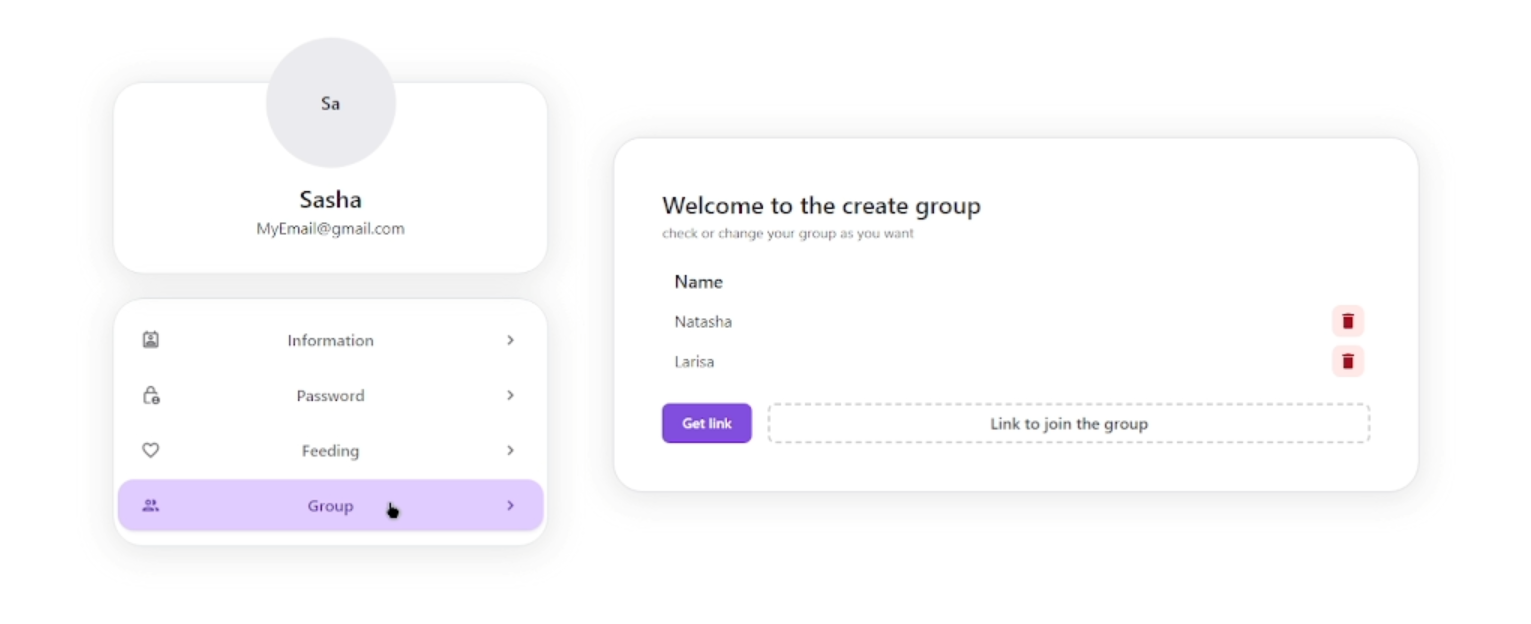 Sa
Sasha
MyEmail@gmail.com
Information
Password
Feeding
Group
Welcome to the create group
check or change your group as you want
Name
Natasha
Larisa
Get link
Link to join the group